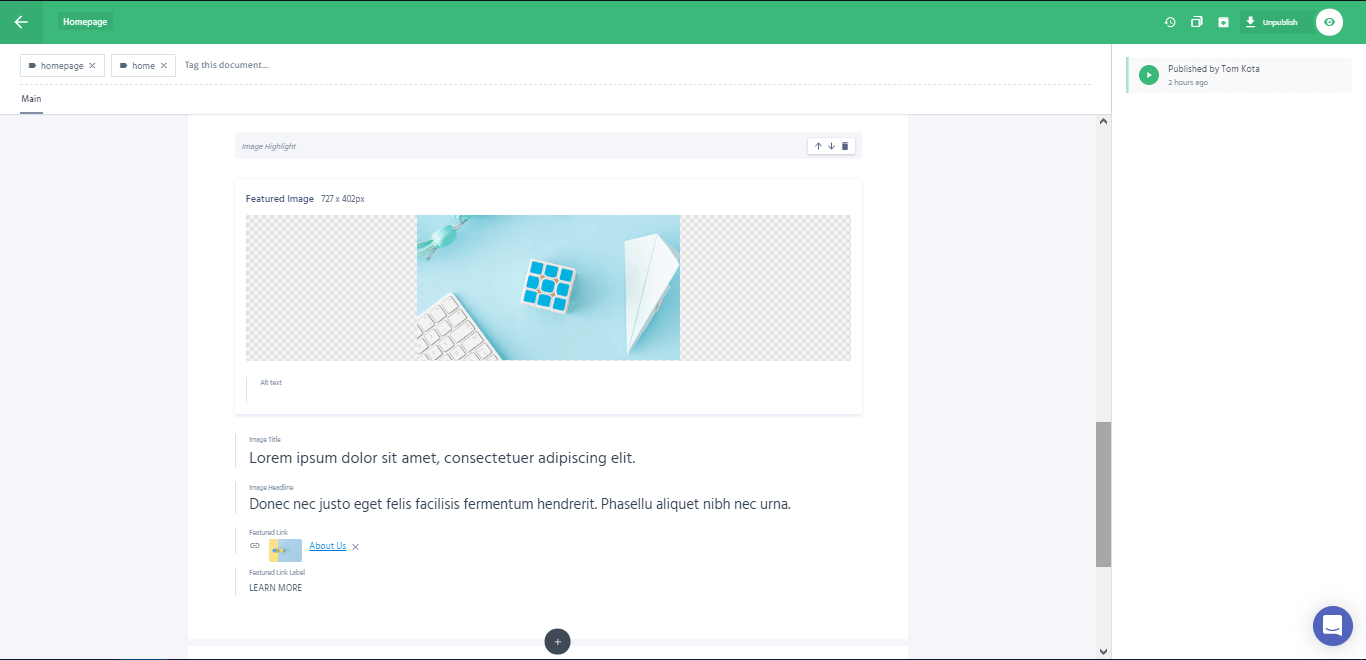 Homepage
Unpublish
homepage
home
Tag this document...
Main
Published by Tom Kota
2 hours ago
Image Highlight
Featured Image 727 x 402px
Alt text
Image Title
Lorem ipsum dolor sit amet, consectetuer adipiscing elit.
Image Headline
Donec nec justo eget felis facilisis fermentum hendrerit. Phasellu aliquet nibh nec urna.
Featured Link
About Us
Featured Link Label
LEARN MORE